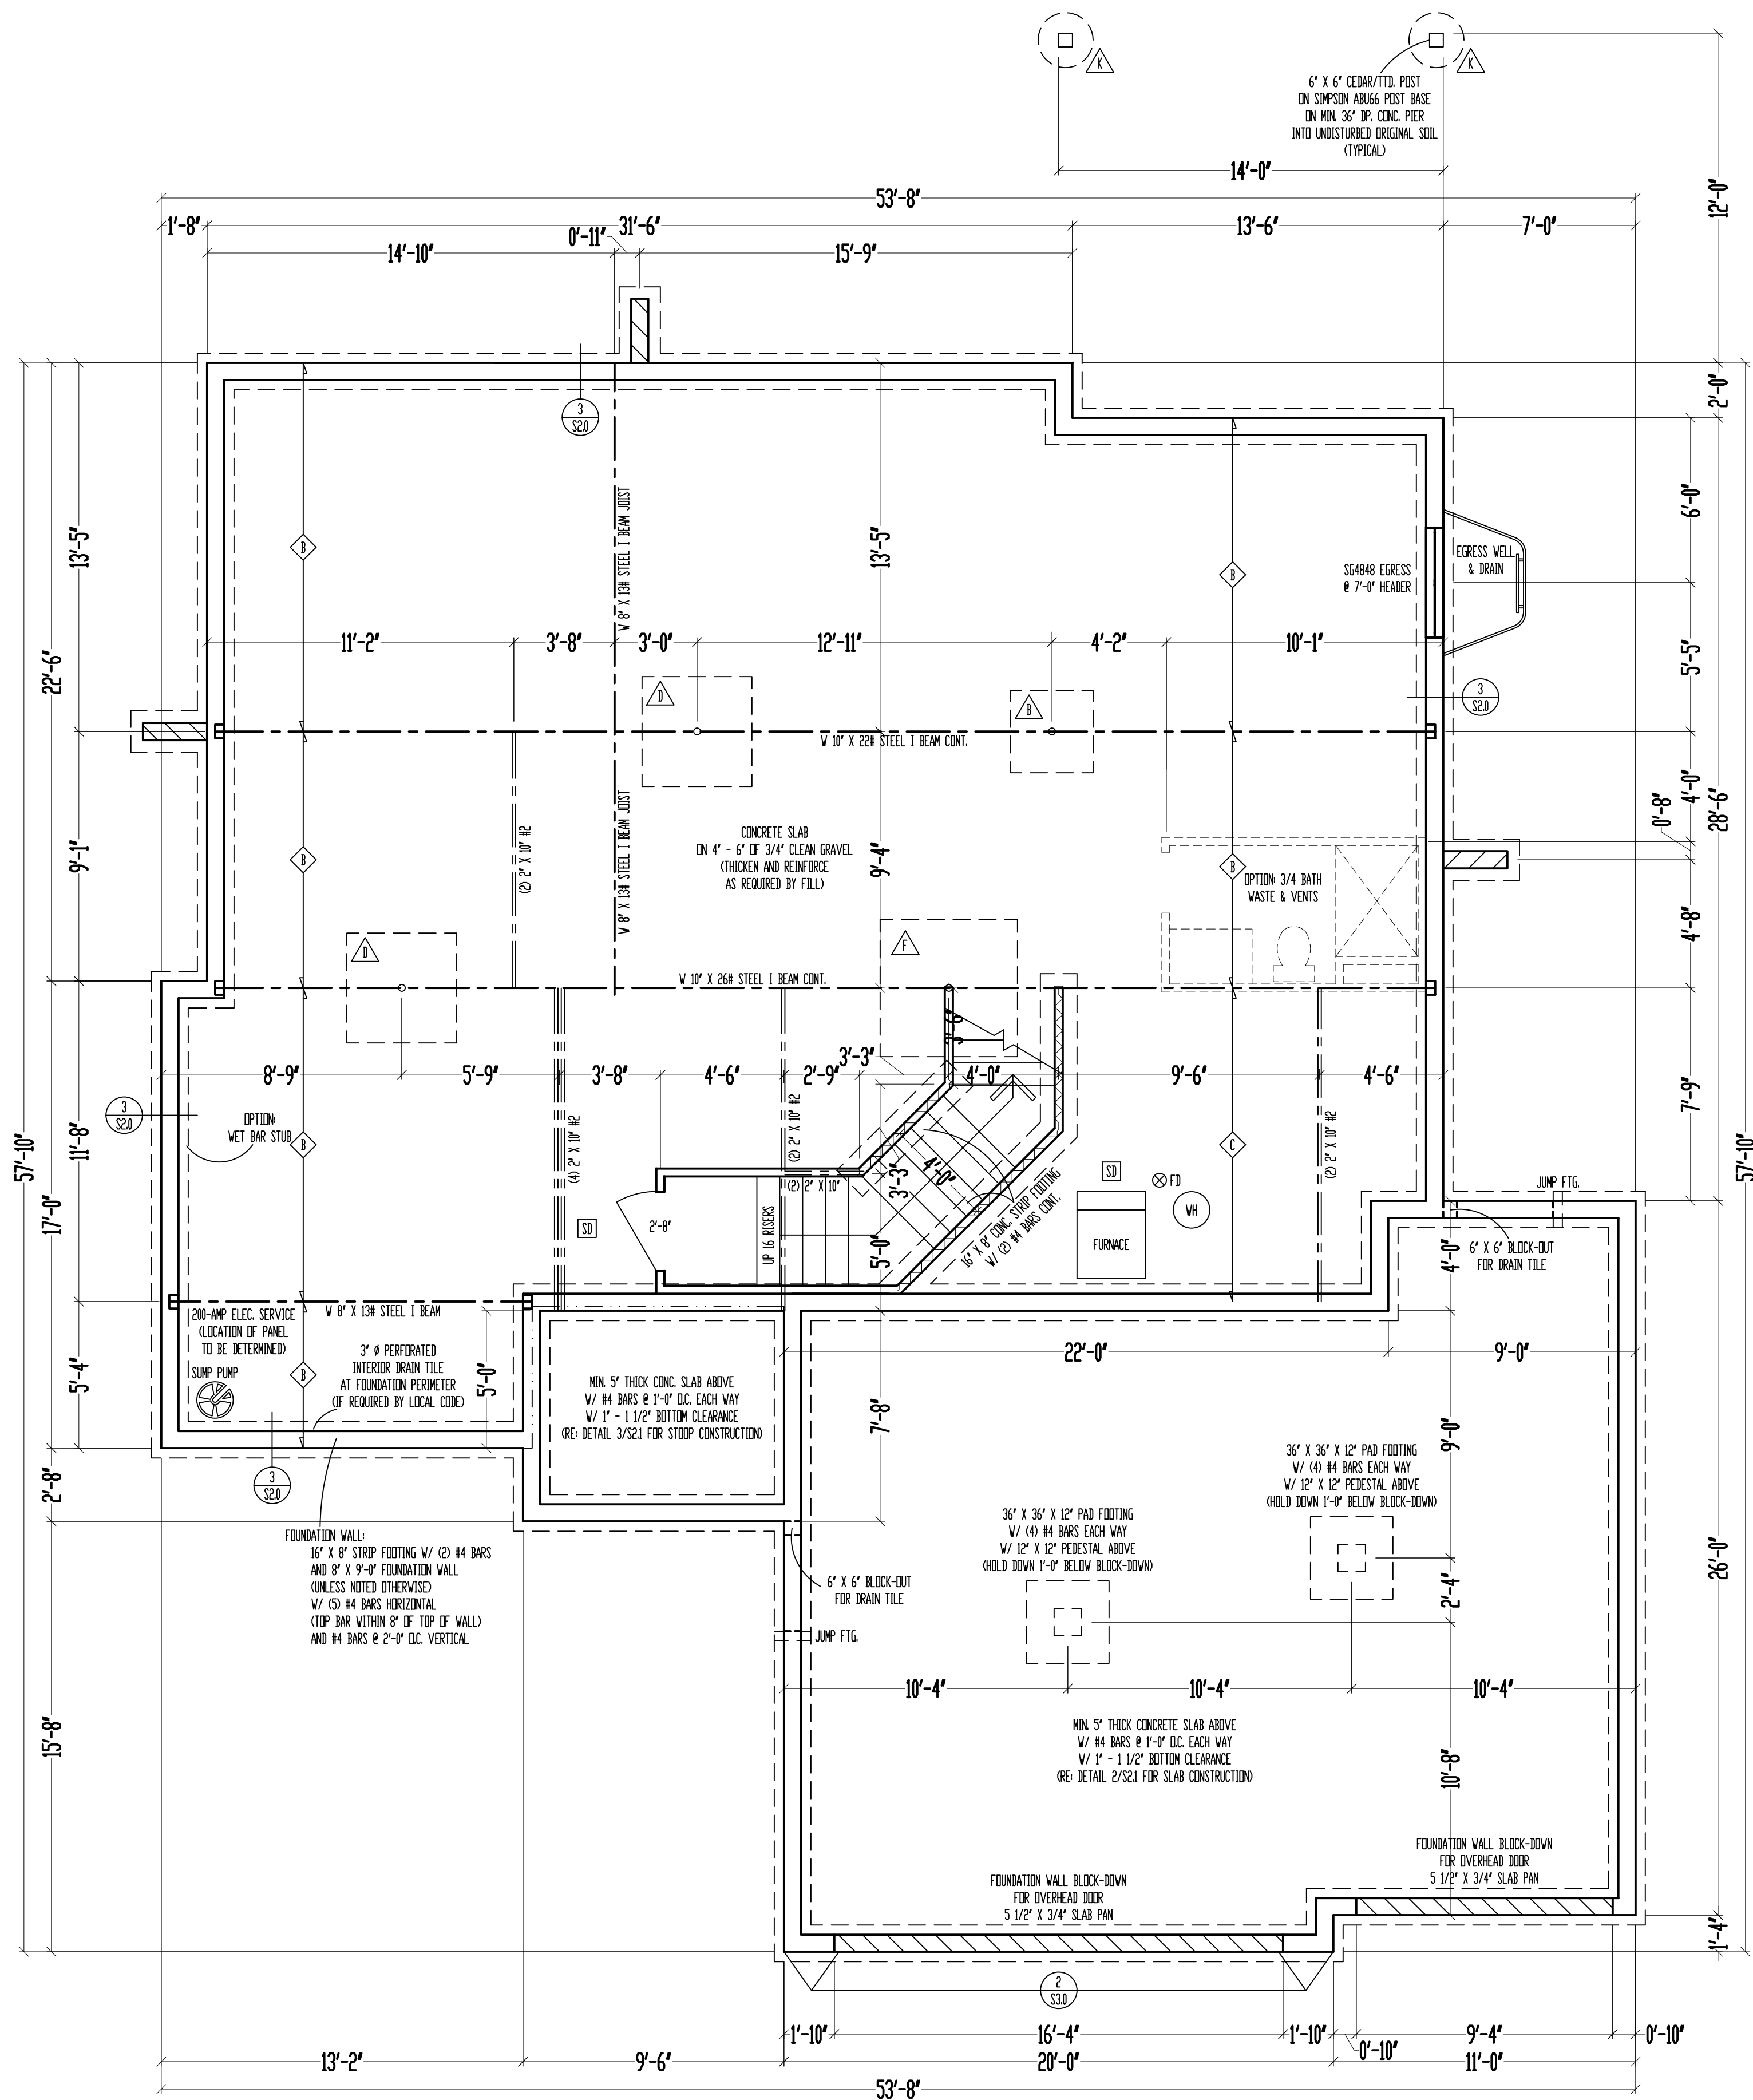 K
K
6" X 6" CEDAR/TTD. POST
ON SIMPSON ABU66 POST BASE
ON MIN. 36" DP. CONC. PIER
INTO UNDISTURBED ORIGINAL SOIL
(TYPICAL)
14'-0"
12'-0"
53'-8"
1'-8"
31'-6"
13'-6"
7'-0"
14'-10"
0'-11"
15'-9"
2'-0"
3
S2.0
W 8" X 13# STEEL I BEAM JOIST
13'-5"
13'-5"
6'-0"
B
B
SG4848 EGRESS
@ 7'-0" HEADER
EGRESS WELL
& DRAIN
11'-2"
3'-8"
3'-0"
12'-11"
4'-2"
10'-1"
5'-5"
22'-6"
D
B
3
S2.0
W 10" X 22# STEEL I BEAM CONT.
W 8" X 13# STEEL I BEAM JOIST
(2) 2" X 10" #2
CONCRETE SLAB
ON 4" - 6" OF 3/4" CLEAN GRAVEL
(THICKEN AND REINFORCE
AS REQUIRED BY FILL)
9'-1"
B
9'-4"
B
4'-0"
0'-8"
28'-6"
OPTION: 3/4 BATH
WASTE & VENTS
4'-8"
D
F
W 10" X 26# STEEL I BEAM CONT.
3'-6"
3'-3"
8'-9"
5'-9"
3'-8"
4'-6"
2'-9"
4'-0"
9'-6"
4'-6"
7'-9"
3
S2.0
OPTION:
WET BAR STUB
B
C
(4) 2" X 10" #2
(2) 2" X 10" #2
(2) 2" X 10" #2
(2) 2" X 10"
4'-0"
3'-3"
5'-0"
57'-10"
57'-10"
11'-8"
17'-0"
SD
2'-8"
UP 16 RISERS
16" X 8" CONC. STRIP FOOTING
W/ (2) #4 BARS CONT.
SD
FD
WH
FURNACE
JUMP FTG.
6" X 6" BLOCK-OUT
FOR DRAIN TILE
4'-0"
W 8" X 13# STEEL I BEAM
200-AMP ELEC. SERVICE
(LOCATION OF PANEL
TO BE DETERMINED)
SUMP PUMP
3" Ø PERFORATED
INTERIOR DRAIN TILE
AT FOUNDATION PERIMETER
(IF REQUIRED BY LOCAL CODE)
B
5'-4"
5'-0"
MIN. 5" THICK CONC. SLAB ABOVE
W/ #4 BARS @ 1'-0" O.C. EACH WAY
W/ 1" - 1 1/2" BOTTOM CLEARANCE
(RE: DETAIL 3/S2.1 FOR STOOP CONSTRUCTION)
22'-0"
9'-0"
7'-8"
9'-0"
3
S2.0
2'-8"
36" X 36" X 12" PAD FOOTING
W/ (4) #4 BARS EACH WAY
W/ 12" X 12" PEDESTAL ABOVE
(HOLD DOWN 1'-0" BELOW BLOCK-DOWN)
36" X 36" X 12" PAD FOOTING
W/ (4) #4 BARS EACH WAY
W/ 12" X 12" PEDESTAL ABOVE
(HOLD DOWN 1'-0" BELOW BLOCK-DOWN)
FOUNDATION WALL:
16" X 8" STRIP FOOTING W/ (2) #4 BARS
AND 8" X 9'-0" FOUNDATION WALL
(UNLESS NOTED OTHERWISE)
W/ (5) #4 BARS HORIZONTAL
(TOP BAR WITHIN 8" OF TOP OF WALL)
AND #4 BARS @ 2'-0" O.C. VERTICAL
6" X 6" BLOCK-OUT
FOR DRAIN TILE
JUMP FTG.
2'-4"
26'-0"
10'-4"
10'-4"
10'-4"
15'-8"
MIN. 5" THICK CONCRETE SLAB ABOVE
W/ #4 BARS @ 1'-0" O.C. EACH WAY
W/ 1" - 1 1/2" BOTTOM CLEARANCE
(RE: DETAIL 2/S2.1 FOR SLAB CONSTRUCTION)
10'-8"
FOUNDATION WALL BLOCK-DOWN
FOR OVERHEAD DOOR
5 1/2" X 3/4" SLAB PAN
FOUNDATION WALL BLOCK-DOWN
FOR OVERHEAD DOOR
5 1/2" X 3/4" SLAB PAN
1'-4"
2
S3.0
1'-10"
16'-4"
1'-10"
0'-10"
9'-4"
0'-10"
13'-2"
9'-6"
20'-0"
11'-0"
53'-8"